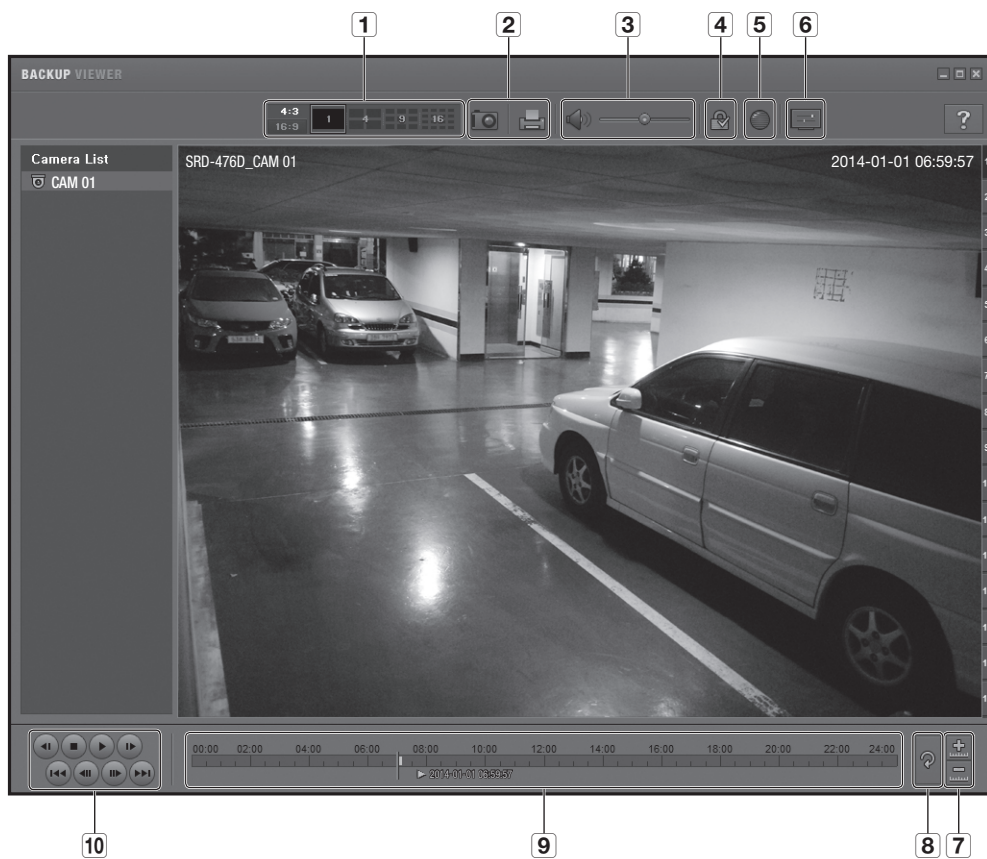 1 2 3 4 5 6
BACKUP VIEWER
4:3
16:9
1 4 9 16
?
Camera List
CAM 01
SRD-476D_CAM 01
2014-01-01 06:59:57
00:00 02:00 04:00 06:00 08:00 10:00 12:00 14:00 16:00 18:00 20:00 22:00 24:00
2014-01-01 06:59:57
10 9 8 7